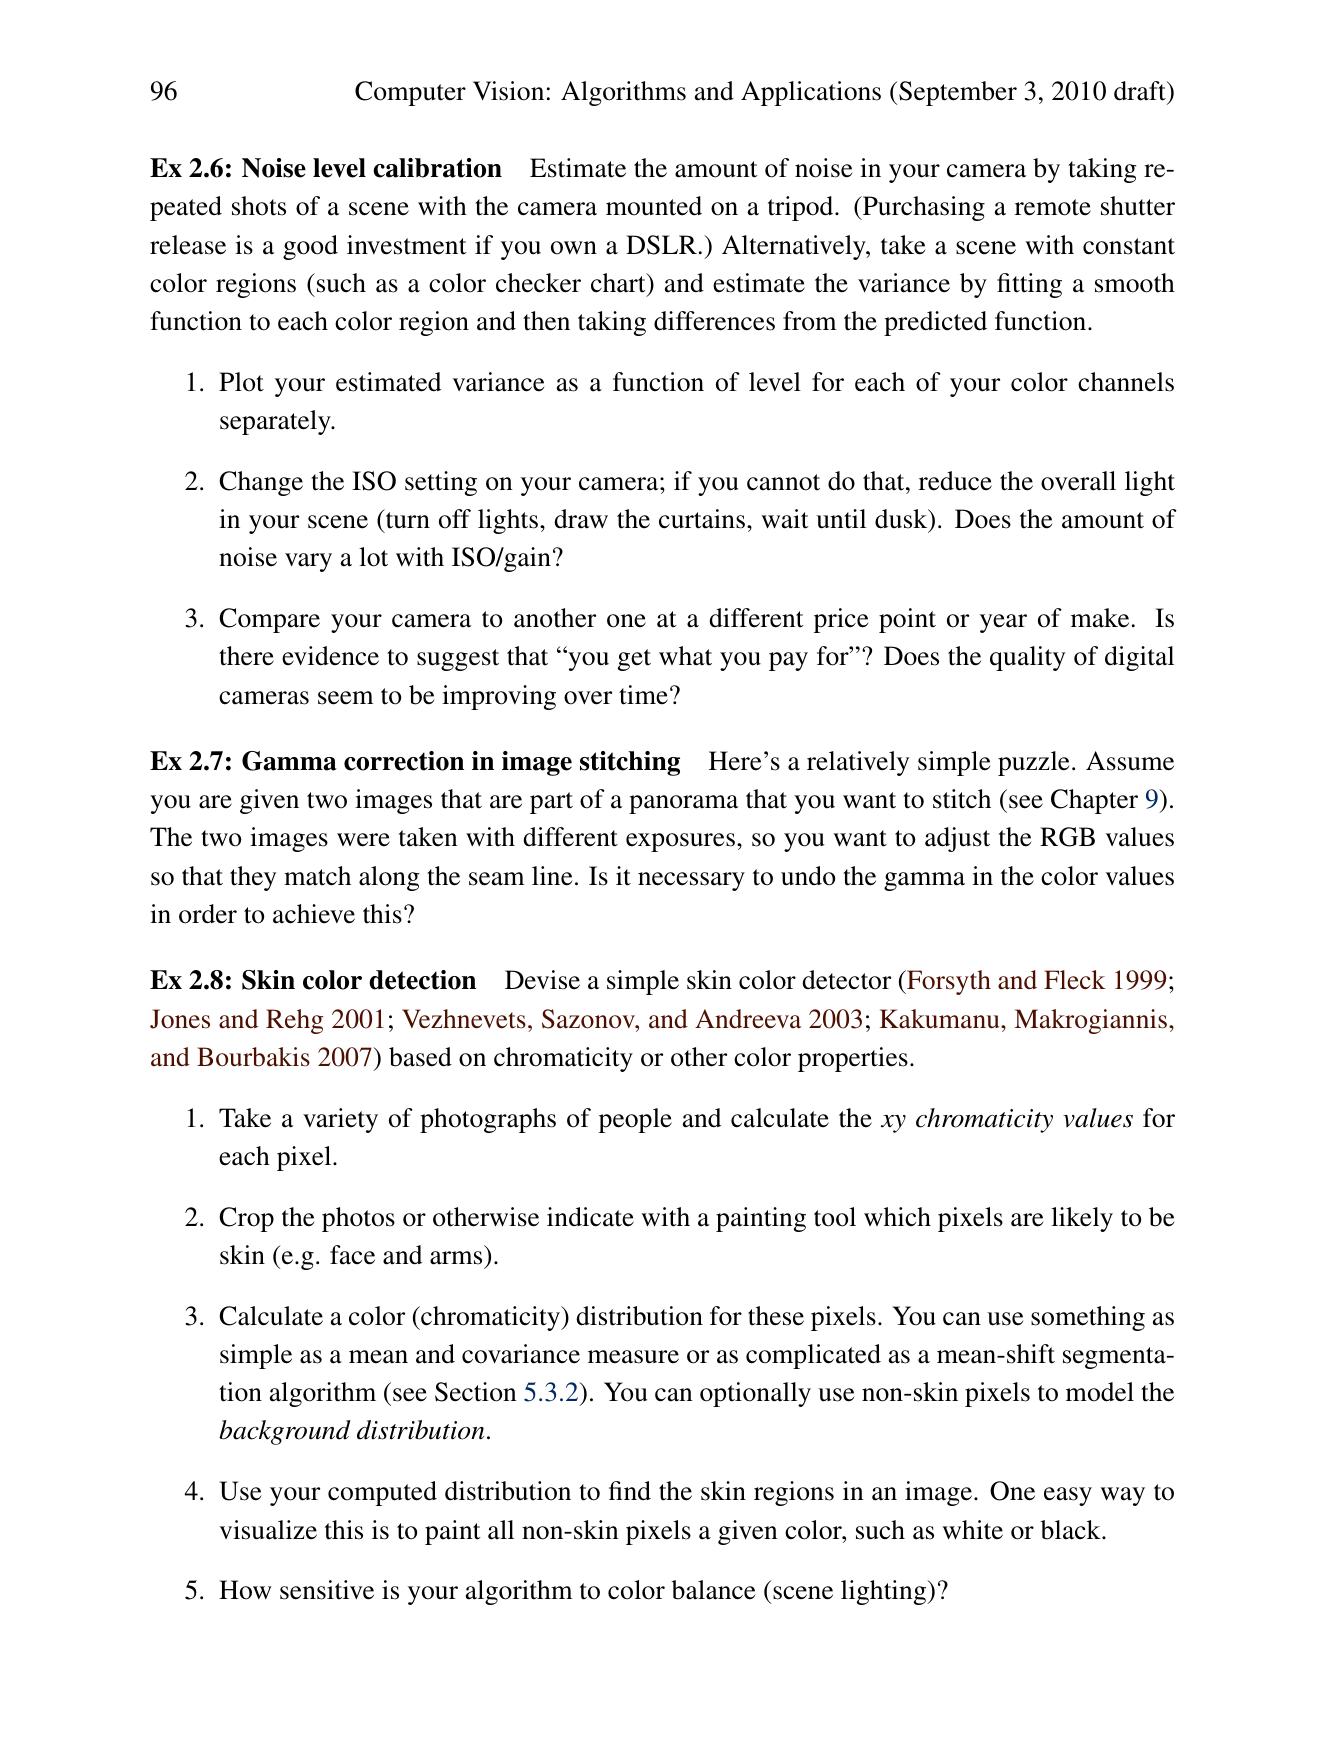 96 Computer Vision: Algorithms and Applications (September 3, 2010 draft)
Ex 2.6: Noise level calibration Estimate the amount of noise in your camera by taking re-
peated shots of a scene with the camera mounted on a tripod. (Purchasing a remote shutter
release is a good investment if you own a DSLR.) Alternatively, take a scene with constant
color regions (such as a color checker chart) and estimate the variance by fitting a smooth
function to each color region and then taking differences from the predicted function.
1. Plot your estimated variance as a function of level for each of your color channels
separately.
2. Change the ISO setting on your camera; if you cannot do that, reduce the overall light
in your scene (turn off lights, draw the curtains, wait until dusk). Does the amount of
noise vary a lot with ISO/gain?
3. Compare your camera to another one at a different price point or year of make. Is
there evidence to suggest that “you get what you pay for”? Does the quality of digital
cameras seem to be improving over time?
Ex 2.7: Gamma correction in image stitching Here’s a relatively simple puzzle. Assume
you are given two images that are part of a panorama that you want to stitch (see Chapter 9).
The two images were taken with different exposures, so you want to adjust the RGB values
so that they match along the seam line. Is it necessary to undo the gamma in the color values
in order to achieve this?
Ex 2.8: Skin color detection Devise a simple skin color detector (Forsyth and Fleck 1999;
Jones and Rehg 2001; Vezhnevets, Sazonov, and Andreeva 2003; Kakumanu, Makrogiannis,
and Bourbakis 2007) based on chromaticity or other color properties.
1. Take a variety of photographs of people and calculate the xy chromaticity values for
each pixel.
2. Crop the photos or otherwise indicate with a painting tool which pixels are likely to be
skin (e.g. face and arms).
3. Calculate a color (chromaticity) distribution for these pixels. You can use something as
simple as a mean and covariance measure or as complicated as a mean-shift segmenta-
tion algorithm (see Section 5.3.2). You can optionally use non-skin pixels to model the
background distribution.
4. Use your computed distribution to find the skin regions in an image. One easy way to
visualize this is to paint all non-skin pixels a given color, such as white or black.
5. How sensitive is your algorithm to color balance (scene lighting)?